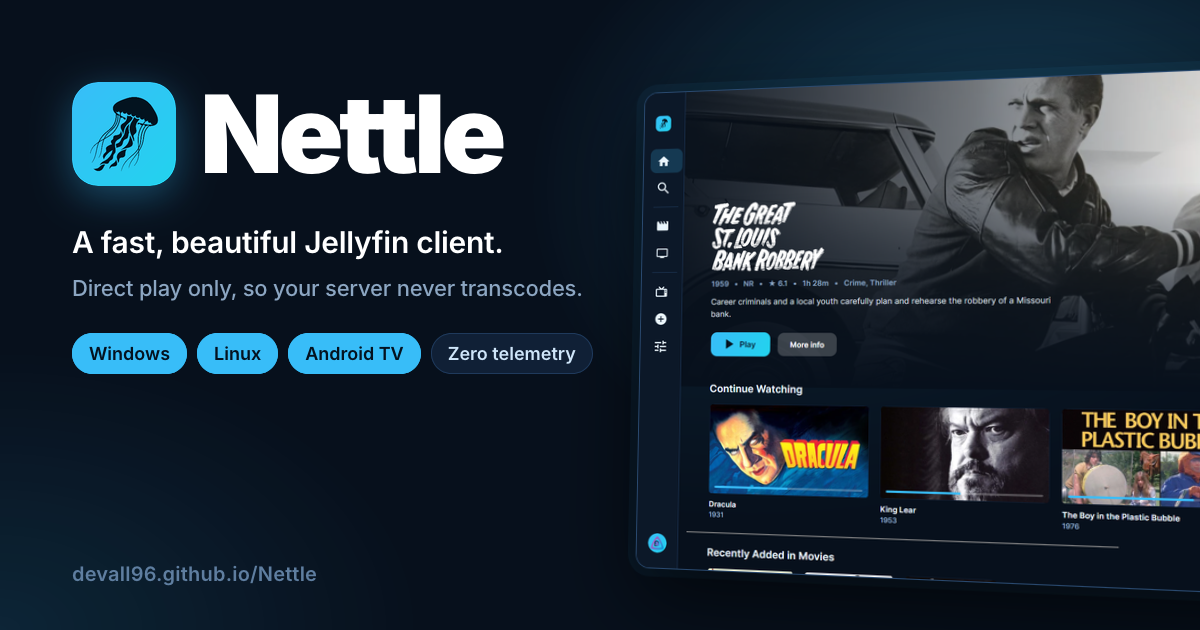 Nettle
A fast, beautiful Jellyfin client.
Direct play only, so your server never transcodes.
Windows
Linux
Android TV
Zero telemetry
devall96.github.io/Nettle
THE GREAT
ST. LOUIS
BANK ROBBERY
1959 • NR • ★ 6.1 • 1h 28m • Crime, Thriller
Career criminals and a local youth carefully plan and rehearse the robbery of a Missouri
bank.
Play
More info
Continue Watching
DRACULA
Dracula
1931
King Lear
1953
THE BOY IN T
PLASTIC BUBB
The Boy in the Plastic Bubble
1976
Recently Added in Movies